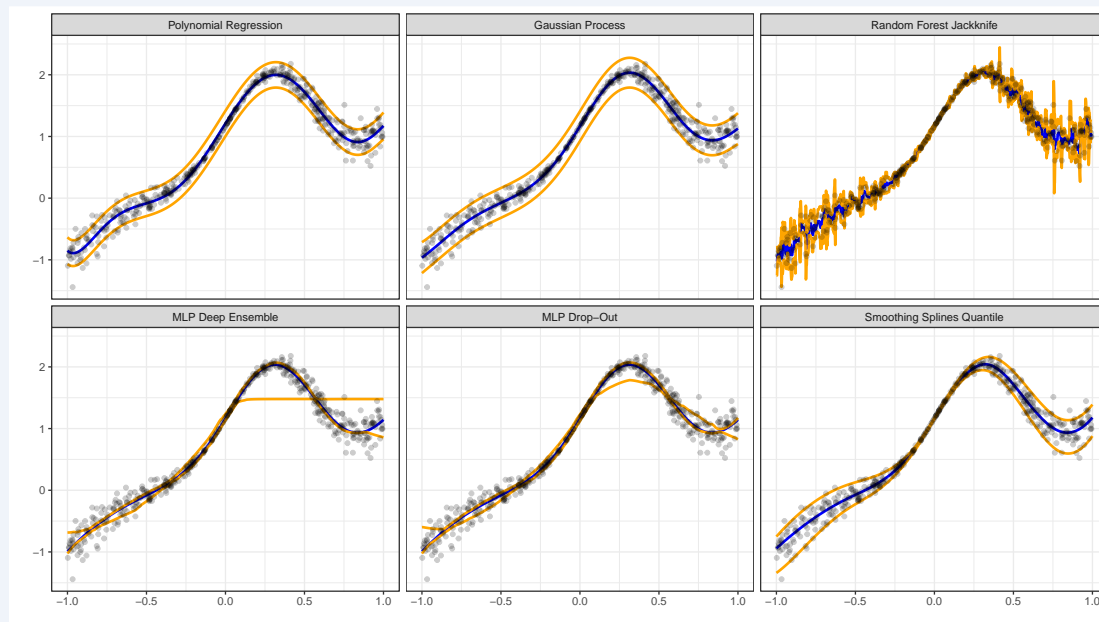 Polynomial Regression
Gaussian Process
Random Forest Jackknife
2
1
0
−1
MLP Deep Ensemble
MLP Drop−Out
Smoothing Splines Quantile
2
1
0
−1
−1.0 −0.5 0.0 0.5 1.0
−1.0 −0.5 0.0 0.5 1.0
−1.0 −0.5 0.0 0.5 1.0